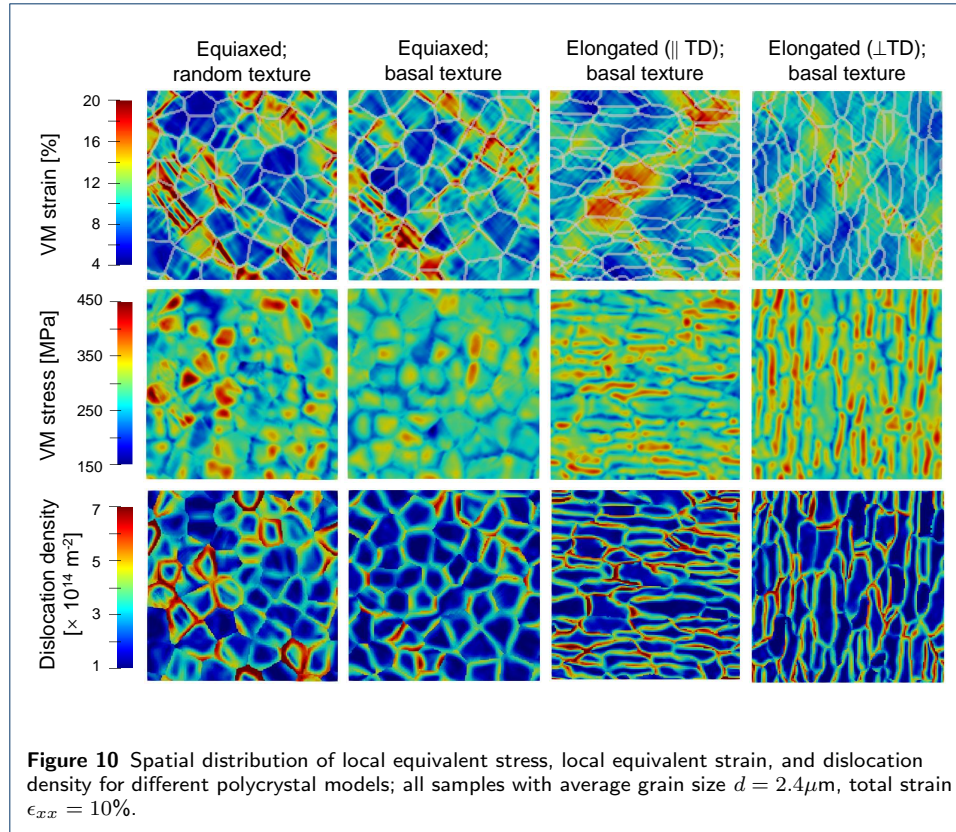 Equiaxed;
random texture
Equiaxed;
basal texture
Elongated (|| TD);
basal texture
Elongated (⊥TD);
basal texture
VM strain [%]
20
16
12
8
4
VM stress [MPa]
450
350
250
150
Dislocation density
[× 10¹⁴ m⁻²]
7
5
3
1
Figure 10 Spatial distribution of local equivalent stress, local equivalent strain, and dislocation
density for different polycrystal models; all samples with average grain size d = 2.4μm, total strain
ϵxx = 10%.